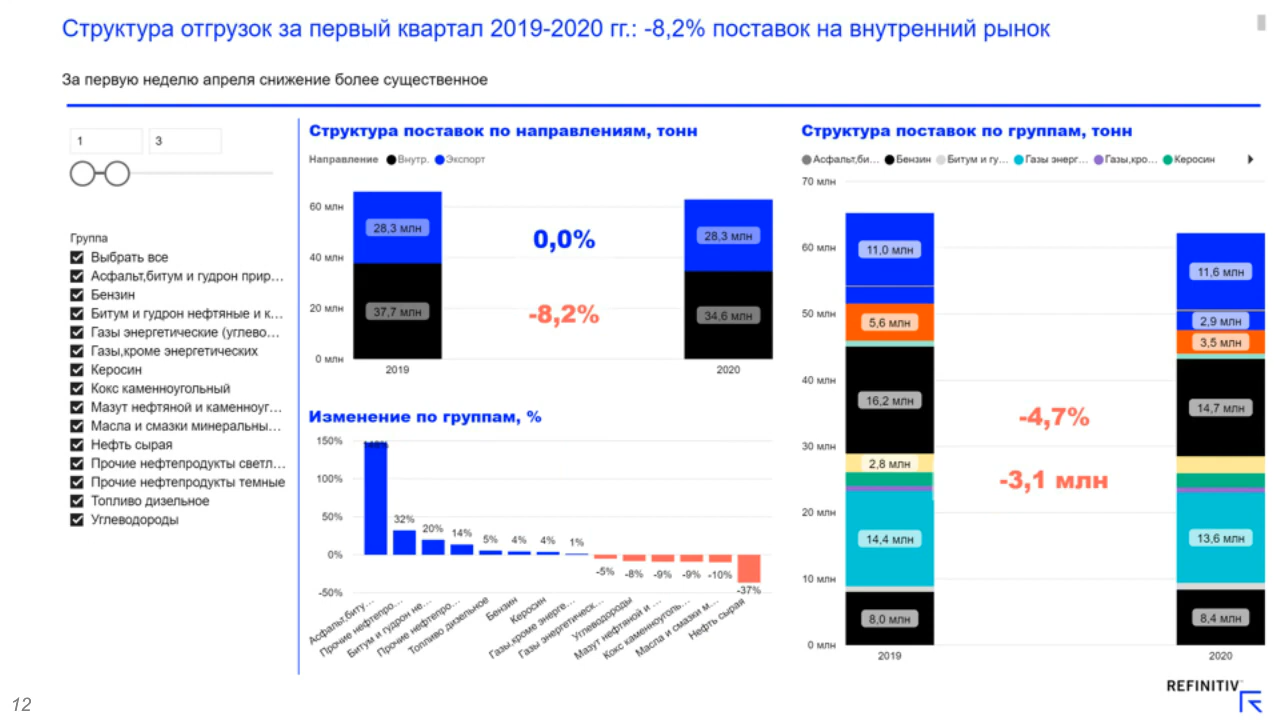 Структура отгрузок за первый квартал 2019-2020 гг.: -8,2% поставок на внутренний рынок
За первую неделю апреля снижение более существенное
1
3
Группа
Выбрать все
Асфальт,битум и гудрон прир...
Бензин
Битум и гудрон нефтяные и к...
Газы энергетические (углево...
Газы,кроме энергетических
Керосин
Кокс каменноугольный
Мазут нефтяной и каменноуг...
Масла и смазки минеральны...
Нефть сырая
Прочие нефтепродукты светл...
Прочие нефтепродукты темные
Топливо дизельное
Углеводороды
Структура поставок по направлениям, тонн
Направление Внутр. Экспорт
60 млн
40 млн
20 млн
0 млн
28,3 млн
37,7 млн
0,0%
-8,2%
28,3 млн
34,6 млн
2019
2020
Изменение по группам, %
150%
100%
50%
0%
-50%
148%
32%
20%
14%
5%
4%
4%
1%
-5%
-8%
-9%
-9%
-10%
-37%
Асфальт,биту...
Прочие нефтепро...
Битум и гудрон не...
Прочие нефтепро...
Топливо дизельное
Бензин
Керосин
Газы,кроме энерге...
Газы энергетическ...
Углеводороды
Мазут нефтяной и ...
Кокс каменноуголь...
Масла и смазки м...
Нефть сырая
Структура поставок по группам, тонн
Асфальт,би... Бензин Битум и гу... Газы энерг... Газы,кро... Керосин
70 млн
60 млн
50 млн
40 млн
30 млн
20 млн
10 млн
0 млн
11,0 млн
5,6 млн
16,2 млн
2,8 млн
14,4 млн
8,0 млн
-4,7%
-3,1 млн
11,6 млн
2,9 млн
3,5 млн
14,7 млн
13,6 млн
8,4 млн
2019
2020
REFINITIV
12